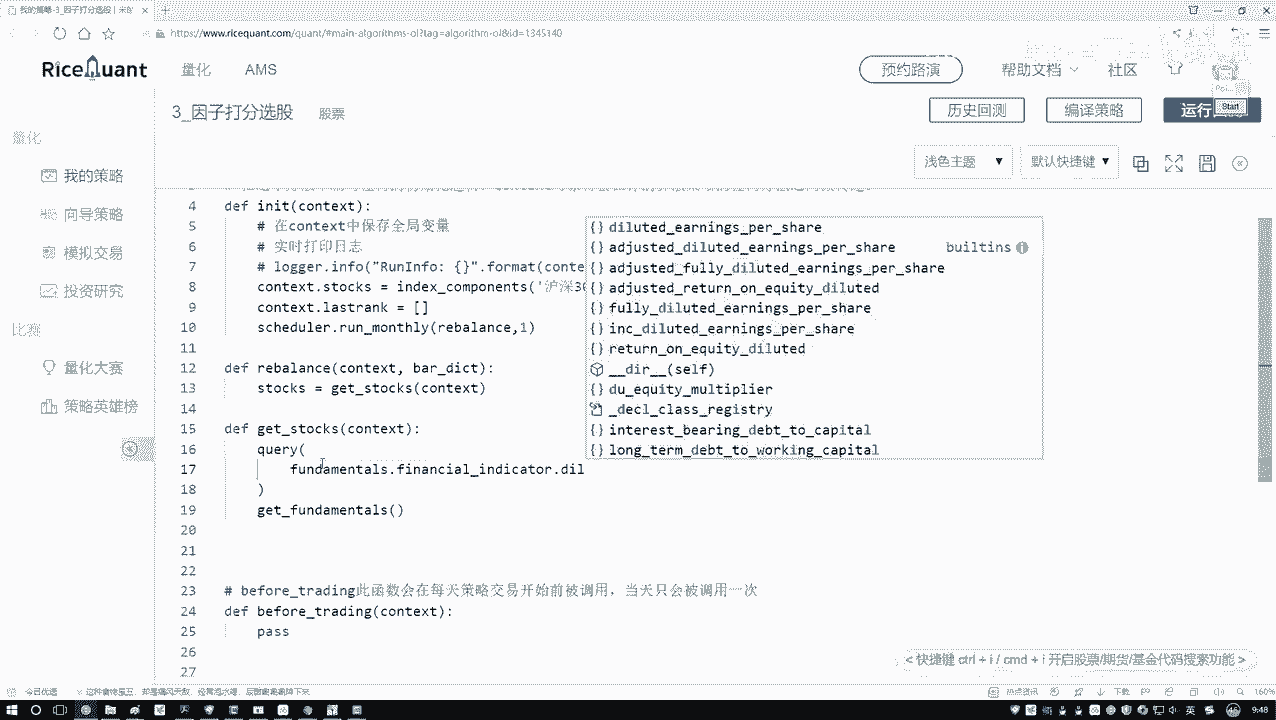 我的策略-3_因子打分选股
https://www.ricequant.com/quant/#main-algorithms-ol?tag=algorithm-ol&id=1345140
RiceQuant 量化 AMS 预约路演 帮助文档 社区
3_因子打分选股 股票 历史回测 编译策略 运行 Start
量化
浅色主题 ▼ 默认快捷键 ▼
我的策略
向导策略
模拟交易
投资研究
比赛
量化大赛
策略英雄榜
4 def init(context):
5 # 在context中保存全局变量
6 # 实时打印日志
7 # logger.info("RunInfo: {}".format(conte
8 context.stocks = index_components('沪深3
9 context.lastrank = []
10 scheduler.run_monthly(rebalance,1)
11
12 def rebalance(context, bar_dict):
13 stocks = get_stocks(context)
14
15 def get_stocks(context):
16 query(
17 fundamentals.financial_indicator.dil
18 )
19 get_fundamentals()
20
21
22
23 # before_trading此函数会在每天策略交易开始前被调用，当天只会被调用一次
24 def before_trading(context):
25 pass
26
27
{} diluted_earnings_per_share
{} adjusted_diluted_earnings_per_share builtins
{} adjusted_fully_diluted_earnings_per_share
{} adjusted_return_on_equity_diluted
{} fully_diluted_earnings_per_share
{} inc_diluted_earnings_per_share
{} return_on_equity_diluted
__dir__(self)
{} du_equity_multiplier
_decl_class_registry
{} interest_bearing_debt_to_capital
{} long_term_debt_to_working_capital
< 快捷键 ctrl + i / cmd + i 开启股票/期货/基金代码搜索功能 >
今日优选 热点资讯 下载 160%
英 9:48